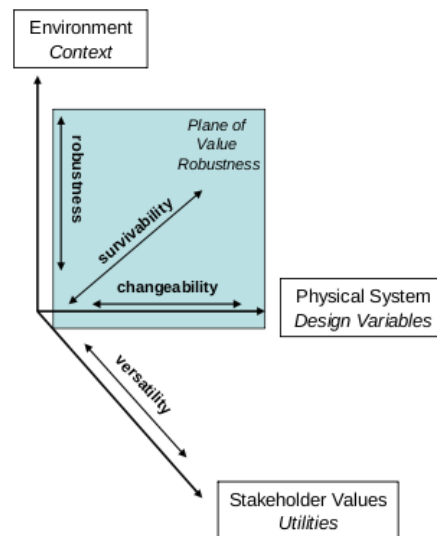 Environment
Context
Plane of
Value
Robustness
robustness
survivability
changeability
Physical System
Design Variables
versatility
Stakeholder Values
Utilities